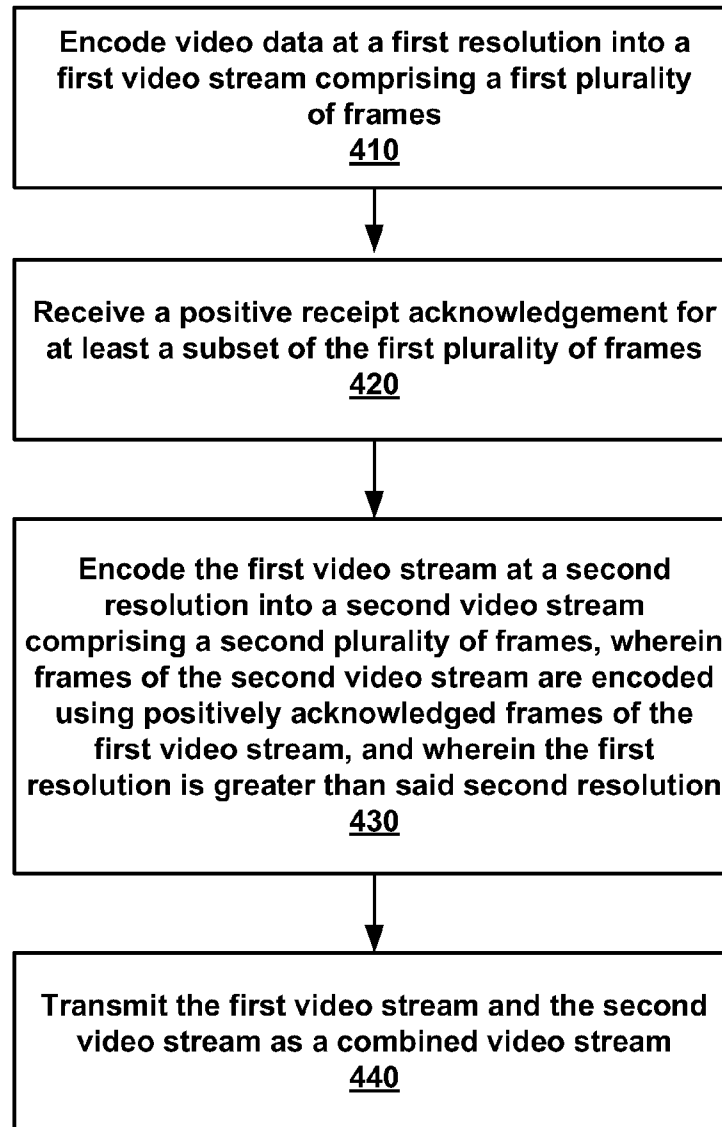 Encode video data at a first resolution into a
first video stream comprising a first plurality
of frames
410
Receive a positive receipt acknowledgement for
at least a subset of the first plurality of frames
420
Encode the first video stream at a second
resolution into a second video stream
comprising a second plurality of frames, wherein
frames of the second video stream are encoded
using positively acknowledged frames of the
first video stream, and wherein the first
resolution is greater than said second resolution
430
Transmit the first video stream and the second
video stream as a combined video stream
440